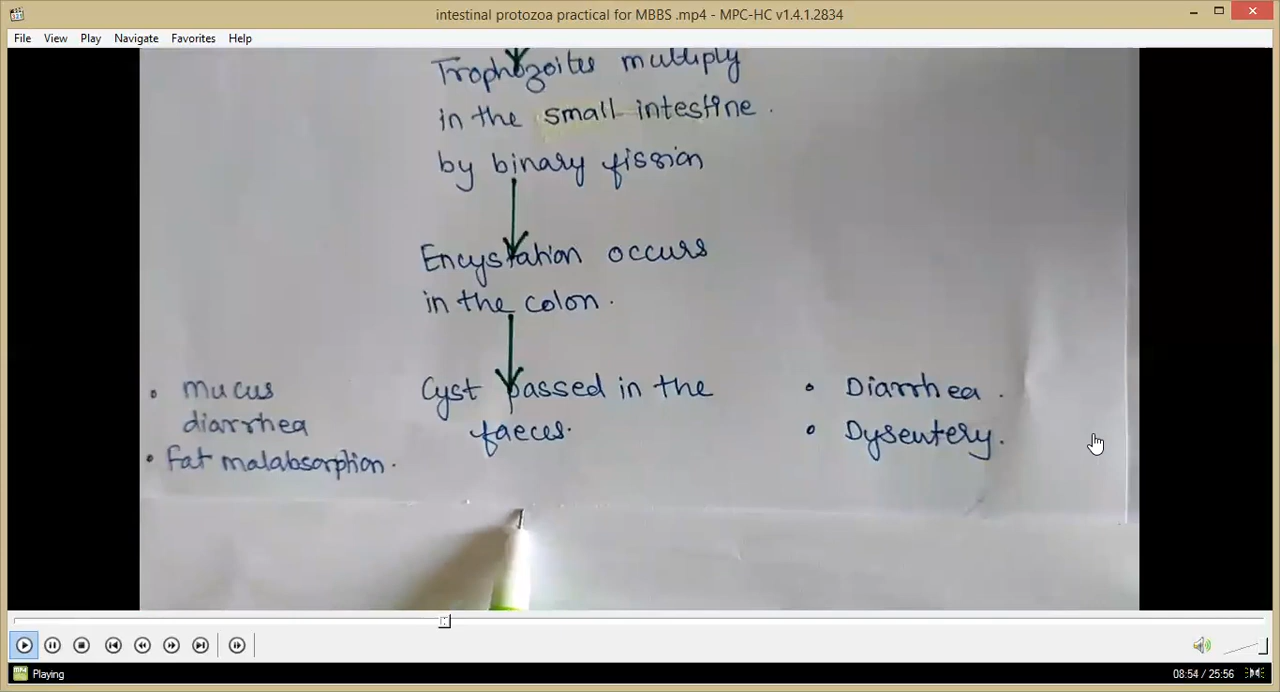 intestinal protozoa practical for MBBS .mp4 - MPC-HC v1.4.1.2834
File View Play Navigate Favorites Help
Trophozoites multiply
in the small intestine.
by binary fission
Encystation occurs
in the colon.
• Mucus
diarrhea
• Fat malabsorption.
Cyst passed in the
faeces.
• Diarrhea.
• Dysentery.
Playing
08:54 / 25:56